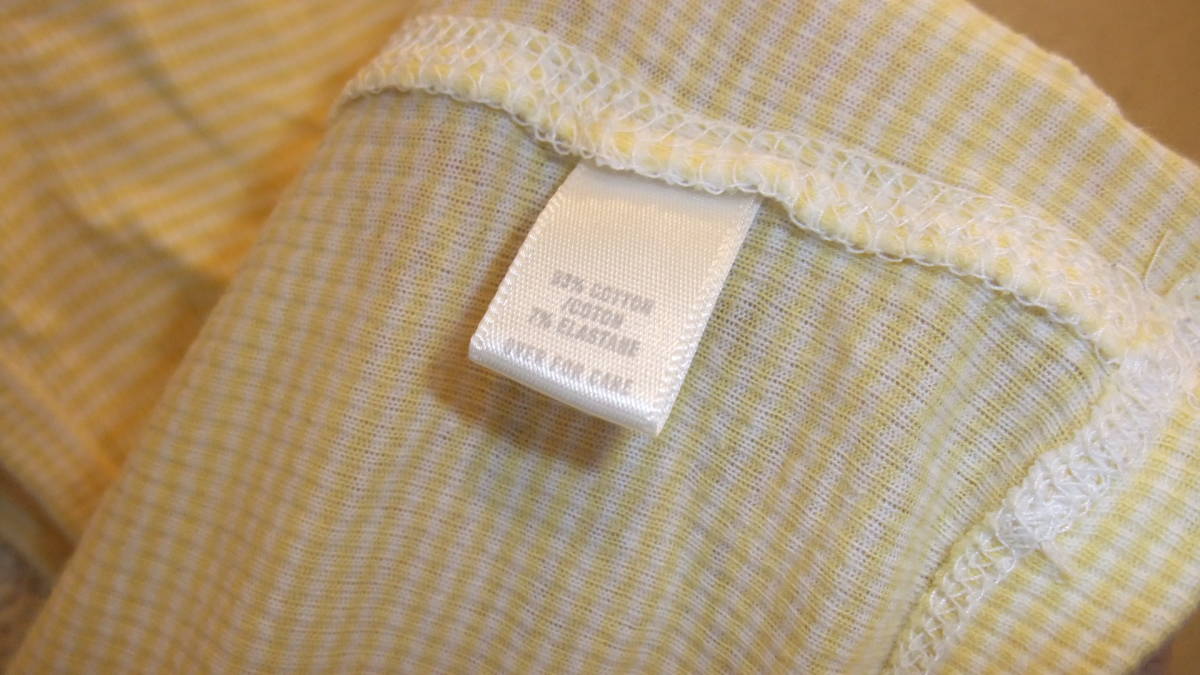 93% COTTON
/COTON
7% ELASTANE
OVER FOR CARE